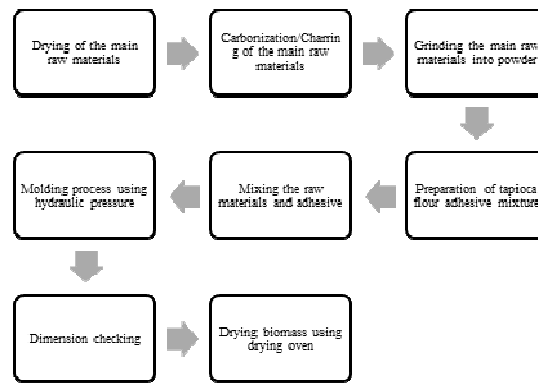 Drying of the main
raw materials
Carbonization/Charrin
g of the main raw
materials
Grinding the main raw
materials into powder
Preparation of tapioca
flour adhesive mixture
Mixing the raw
materials and adhesive
Molding process using
hydraulic pressure
Dimension checking
Drying biomass using
drying oven